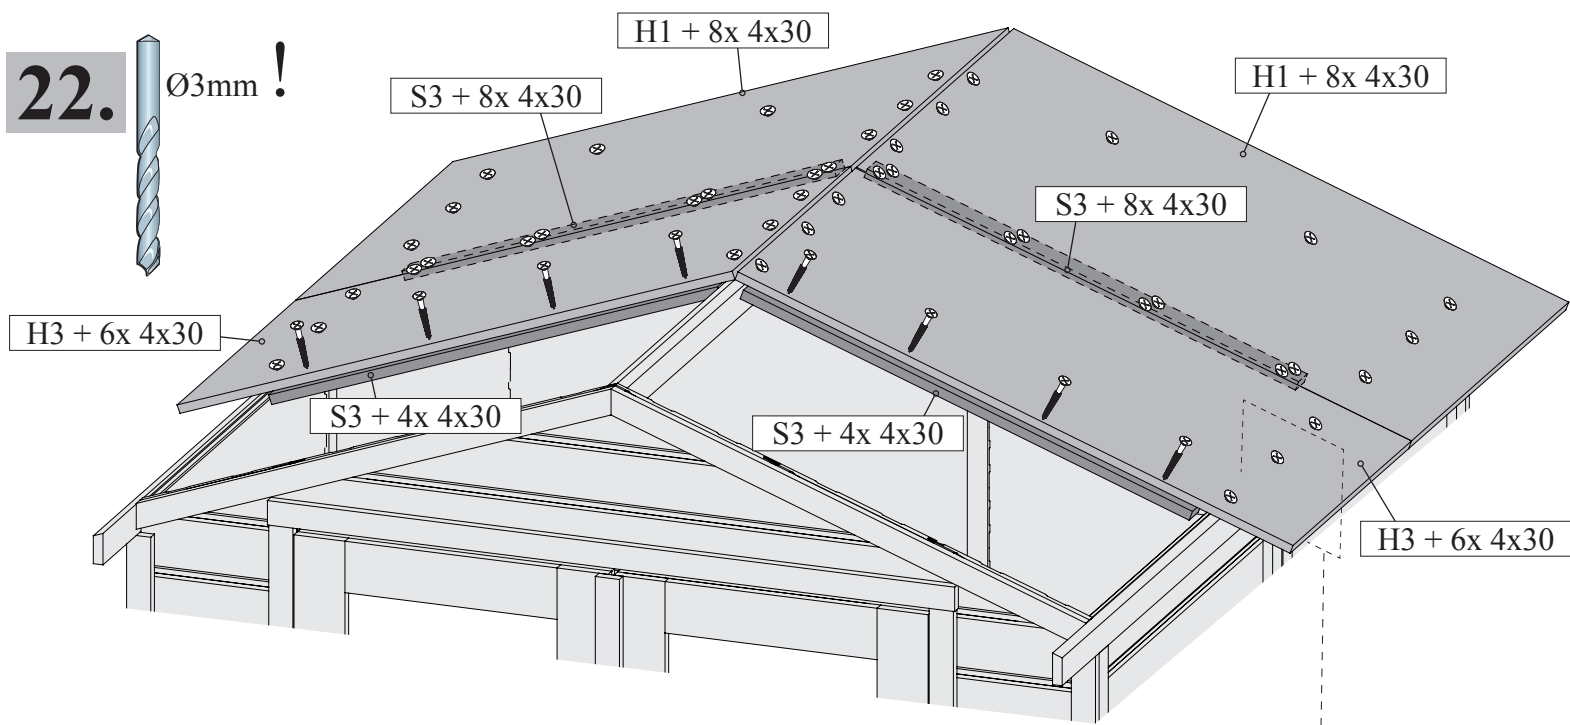 22.
Ø3mm !
H1 + 8x 4x30
S3 + 8x 4x30
H1 + 8x 4x30
S3 + 8x 4x30
H3 + 6x 4x30
S3 + 4x 4x30
S3 + 4x 4x30
H3 + 6x 4x30